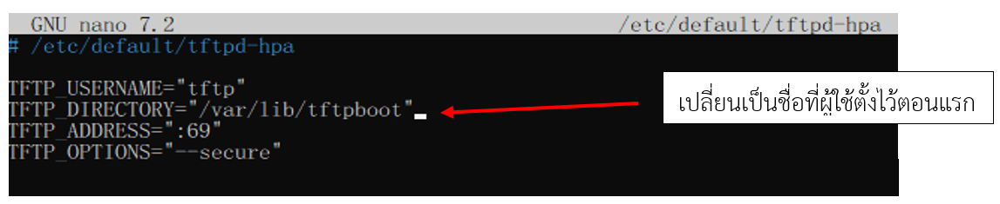 GNU nano 7.2 /etc/default/tftpd-hpa
# /etc/default/tftpd-hpa
TFTP_USERNAME="tftp"
TFTP_DIRECTORY="/var/lib/tftpboot"
เปลี่ยนเป็นชื่อที่ผู้ใช้ตั้งไว้ตอนแรก
TFTP_ADDRESS=":69"
TFTP_OPTIONS="--secure"